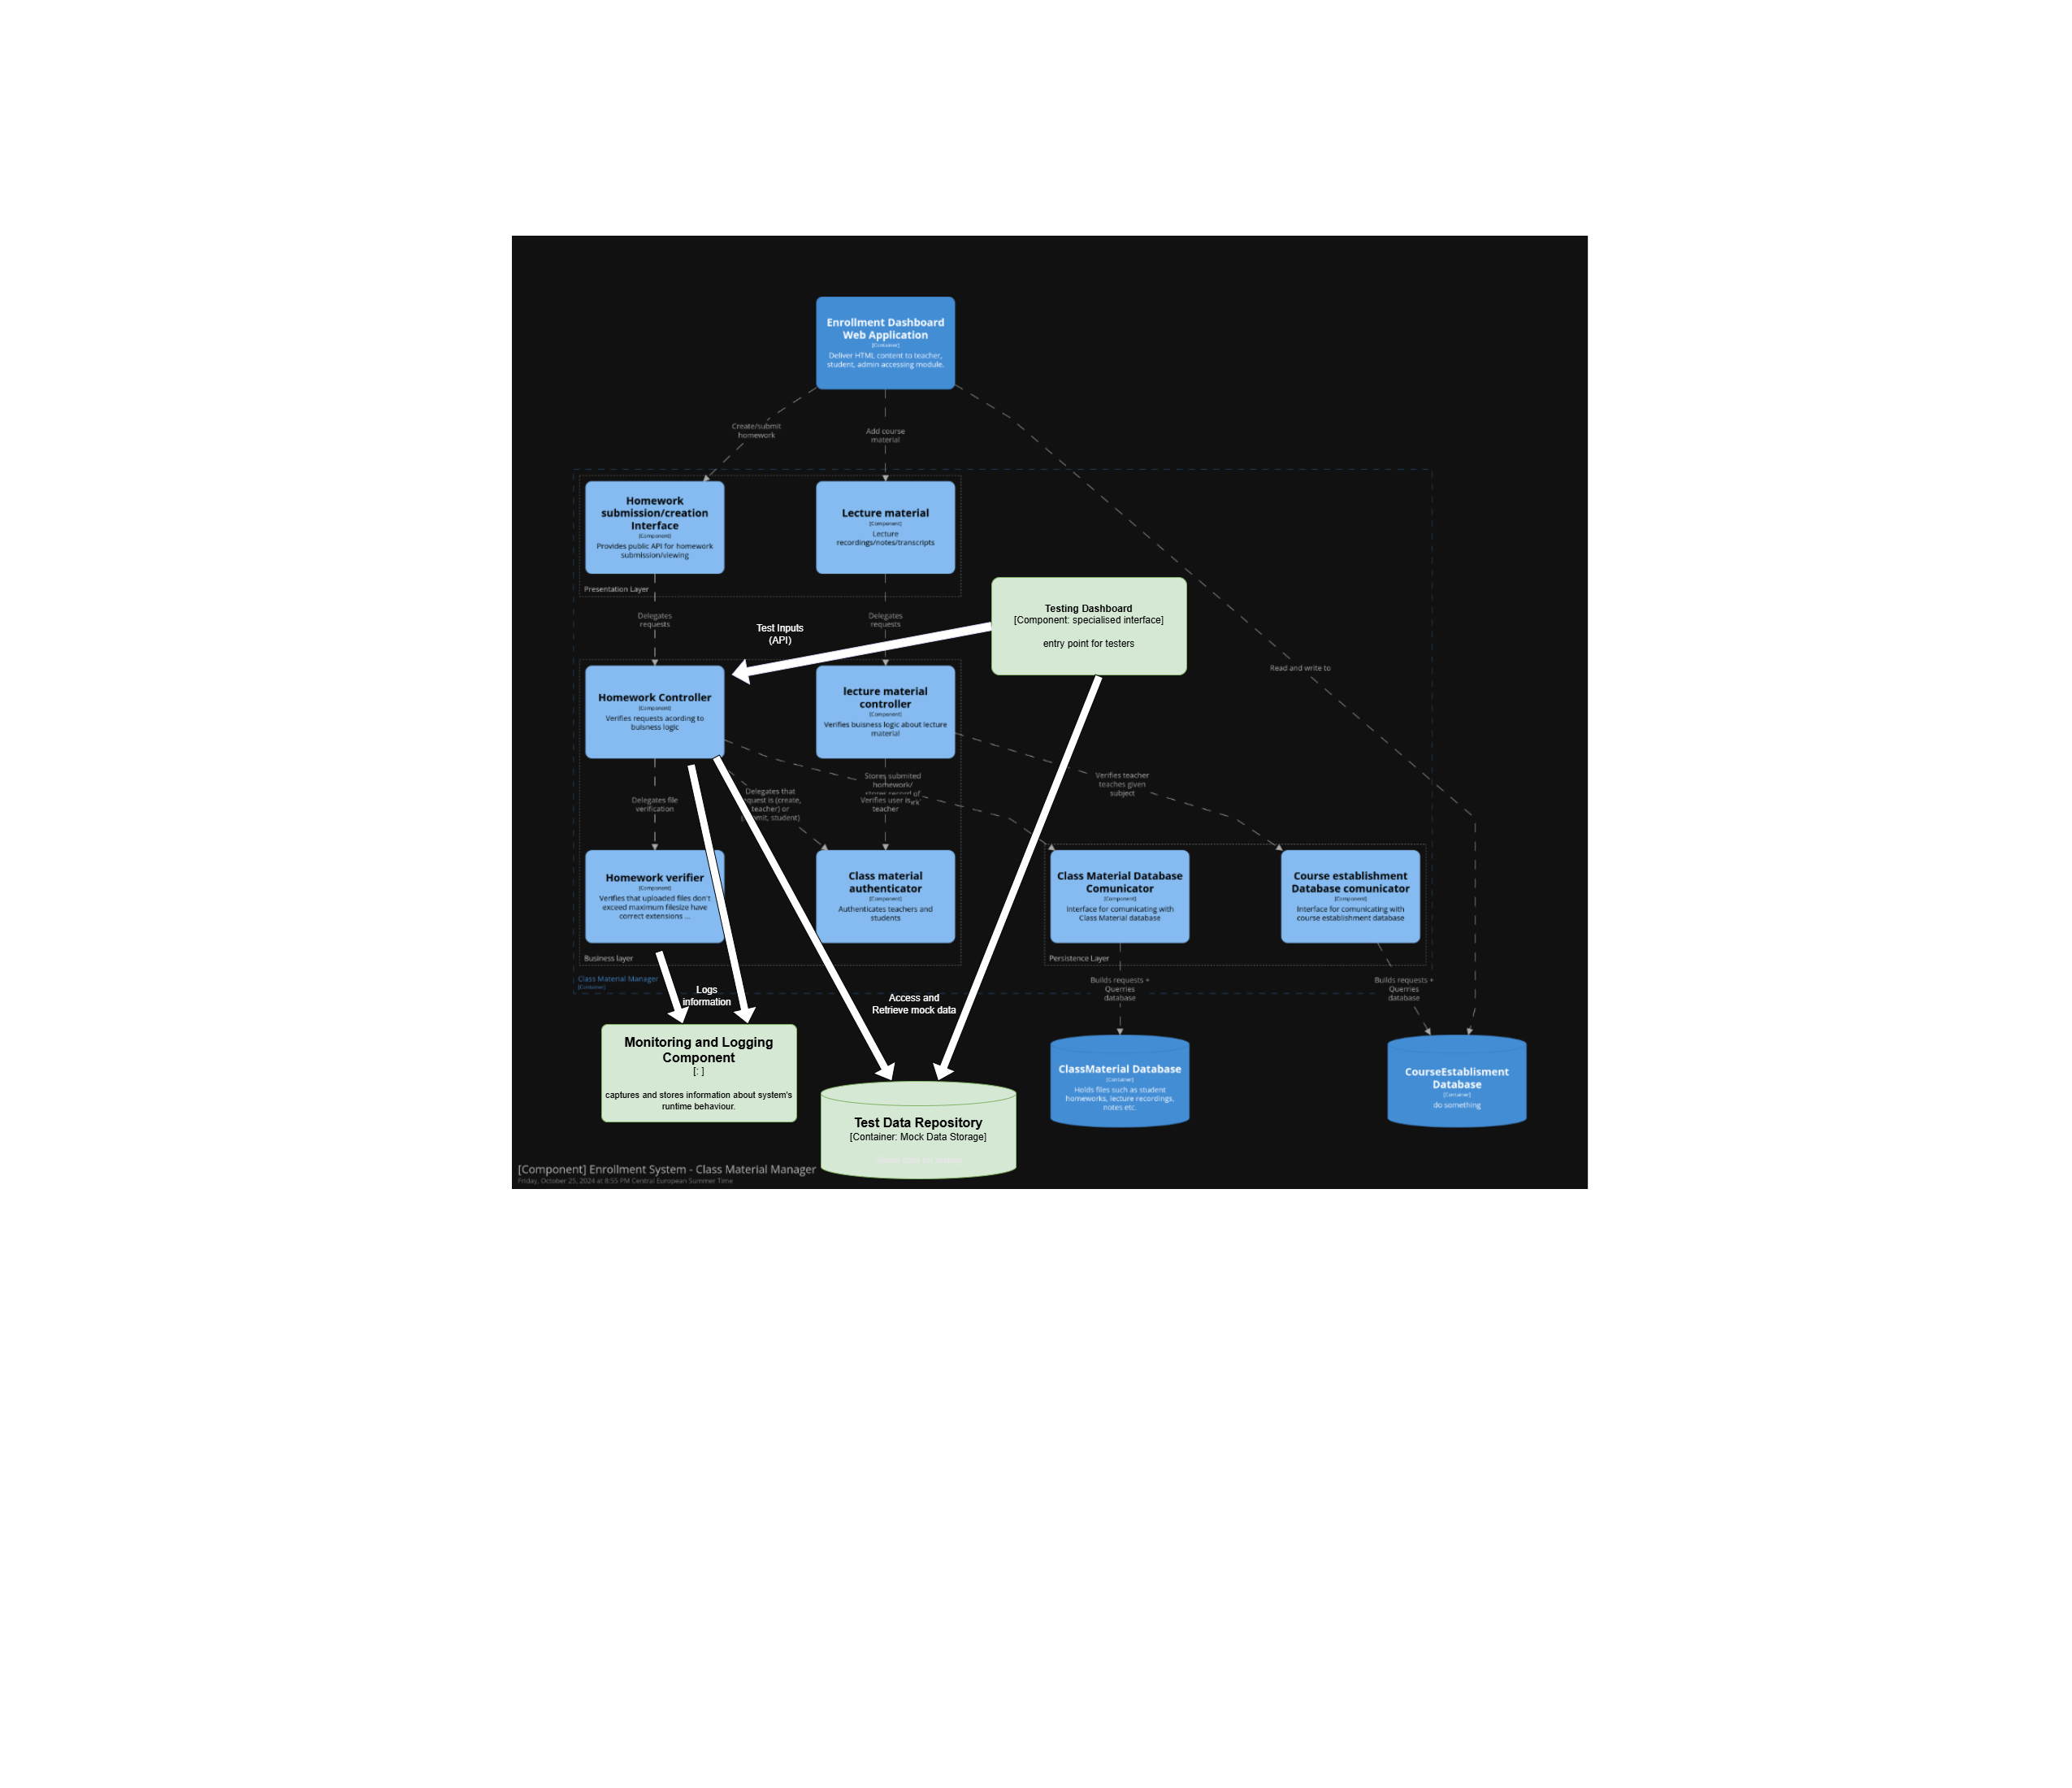 Enrollment Dashboard
Web Application
[Container]
Deliver HTML content to teacher,
student, admin accessing module.
Create/submit
homework
Add course
material
Homework
submission/creation
Interface
[Component]
Provides public API for homework
submission/viewing
Lecture material
[Component]
Lecture
recordings/notes/transcripts
Presentation Layer
Testing Dashboard
[Component: specialised interface]
entry point for testers
Delegates
requests
Delegates
requests
Test Inputs
(API)
Read and write to
Homework Controller
[Component]
Verifies requests acording to
buisness logic
lecture material
controller
[Component]
Verifies buisness logic about lecture
material
Stores submited
homework/
Verifies teacher
teaches given
subject
Delegates file
verification
Delegates that
request is (create,
teacher) or
student)
Verifies user is
teacher
Homework verifier
[Component]
Verifies that uploaded files don't
exceed maximum filesize have
correct extensions ...
Class material
authenticator
[Component]
Authenticates teachers and
students
Class Material Database
Comunicator
[Component]
Interface for comunicating with
Class Material database
Course establishment
Database comunicator
[Component]
Interface for comunicating with
course establishment database
Business layer
Persistence Layer
Class Material Manager
[Container]
Logs
information
Access and
Retrieve mock data
Builds requests +
Querries
database
Builds requests +
Querries
database
Monitoring and Logging
Component
[: ]
captures and stores information about system's
runtime behaviour.
Test Data Repository
[Container: Mock Data Storage]
ClassMaterial Database
[Container]
Holds files such as student
homeworks, lecture recordings,
notes etc.
CourseEstablisment
Database
[Container]
do something
[Component] Enrollment System - Class Material Manager
Friday, October 25, 2024 at 8:55 PM Central European Summer Time